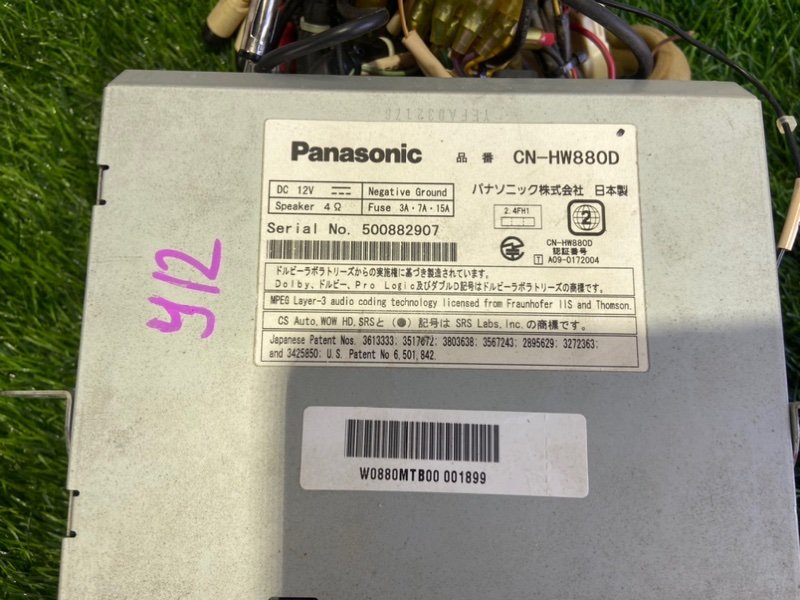 Panasonic 品番 CN-HW880D
DC 12V Negative Ground
Speaker 4Ω Fuse 3A・7A・15A
パナソニック株式会社 日本製
Serial No. 500882907
2.4FH1
2
CN-HW880D
認証番号
T A09-0172004
ドルビーラボラトリーズからの実施権に基づき製造されています。
Dolby、ドルビー、Pro Logic及びダブルD記号はドルビーラボラトリーズの商標です。
MPEG Layer-3 audio coding technology licensed from Fraunhofer IIS and Thomson.
CS Auto,WOW HD,SRSと(●)記号は SRS Labs,Inc.の商標です。
Japanese Patent Nos. 3613333; 3517672; 3803638; 3567243; 2895629; 3272363;
and 3425850; U.S. Patent No 6,501,842.
W0880MTB00 001899
y12